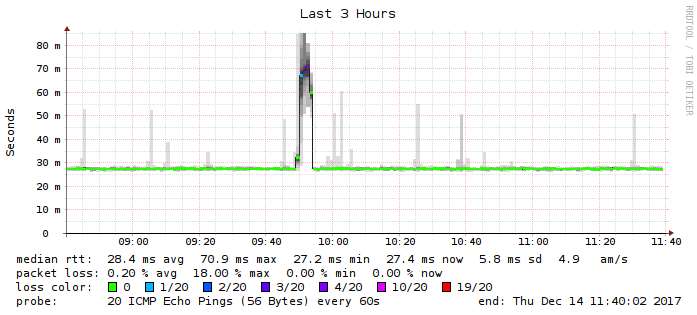 Last 3 Hours
RRDTOOL / TOBI OETIKER
Seconds
80 m
70 m
60 m
50 m
40 m
30 m
20 m
10 m
0
09:00 09:20 09:40 10:00 10:20 10:40 11:00 11:20 11:40
median rtt: 28.4 ms avg 70.9 ms max 27.2 ms min 27.4 ms now 5.8 ms sd 4.9 am/s
packet loss: 0.20 % avg 18.00 % max 0.00 % min 0.00 % now
loss color: 0 1/20 2/20 3/20 4/20 10/20 19/20
probe: 20 ICMP Echo Pings (56 Bytes) every 60s end: Thu Dec 14 11:40:02 2017